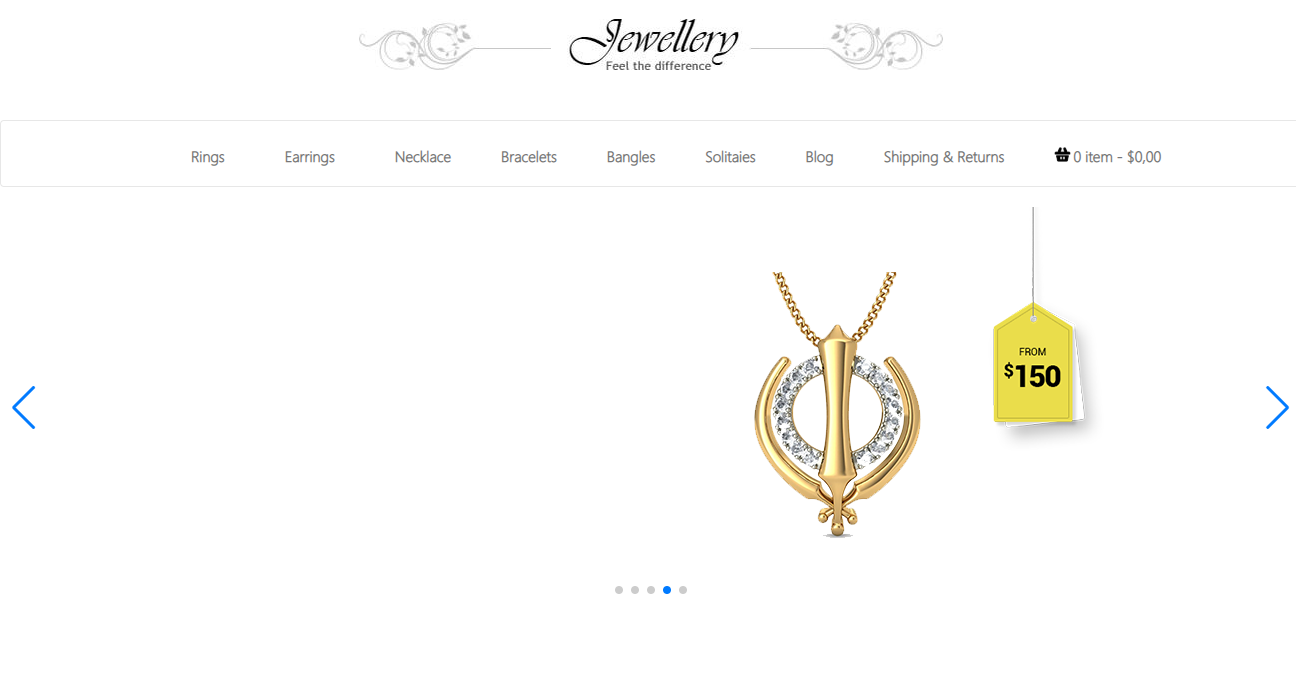 Jewellery
Feel the difference
Rings Earrings Necklace Bracelets Bangles Solitaies Blog Shipping & Returns 0 item - $0,00
FROM
$150